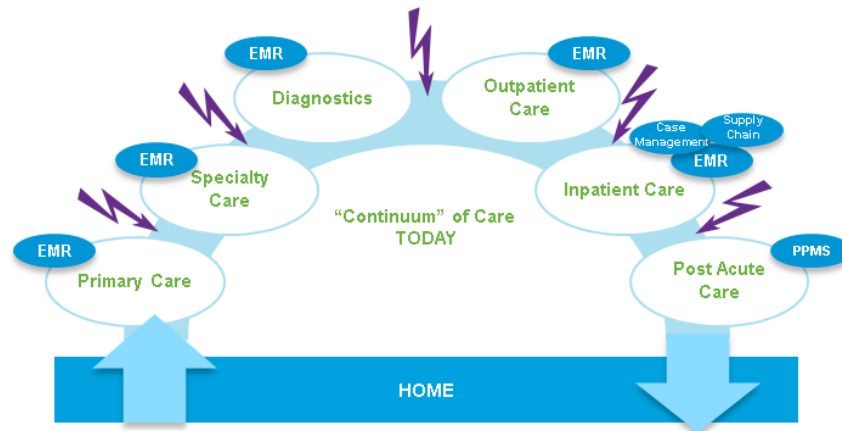 EMR
EMR
Diagnostics
Outpatient
Care
Case
Management
Supply
Chain
EMR
EMR
Specialty
Care
Inpatient Care
“Continuum” of Care
TODAY
EMR
PPMS
Primary Care
Post Acute
Care
HOME